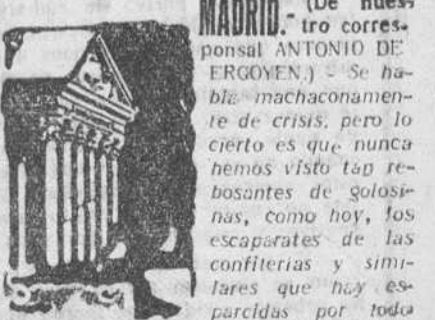 MADRID.- (De nues-
tro corres-
ponsal ANTONIO DE
ERGOYEN.) - Se ha-
bla machaconamen-
te de crisis, pero lo
cierto es que nunca
hemos visto tan re-
bosantes de golosi-
nas, como hoy, los
escaparates de las
confiterías y simi-
lares que hay es-
parcidas por todo